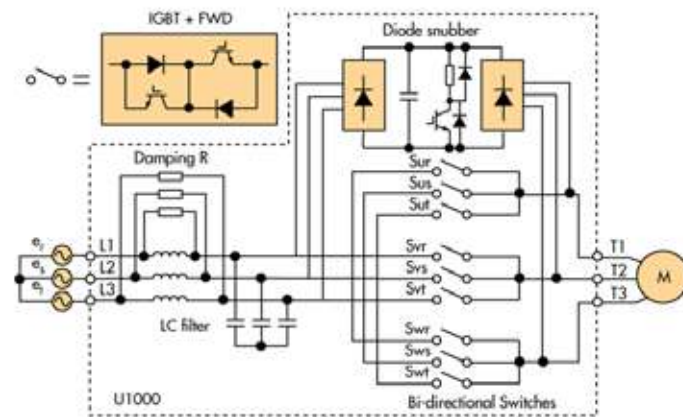 IGBT + FWD
=
Diode snubber
Damping R
Sur
Sus
Sut
er
L1
T1
es
L2
Svr
T2
M
et
L3
Svs
T3
Svt
LC filter
Swr
Sws
Swt
U1000
Bi-directional Switches